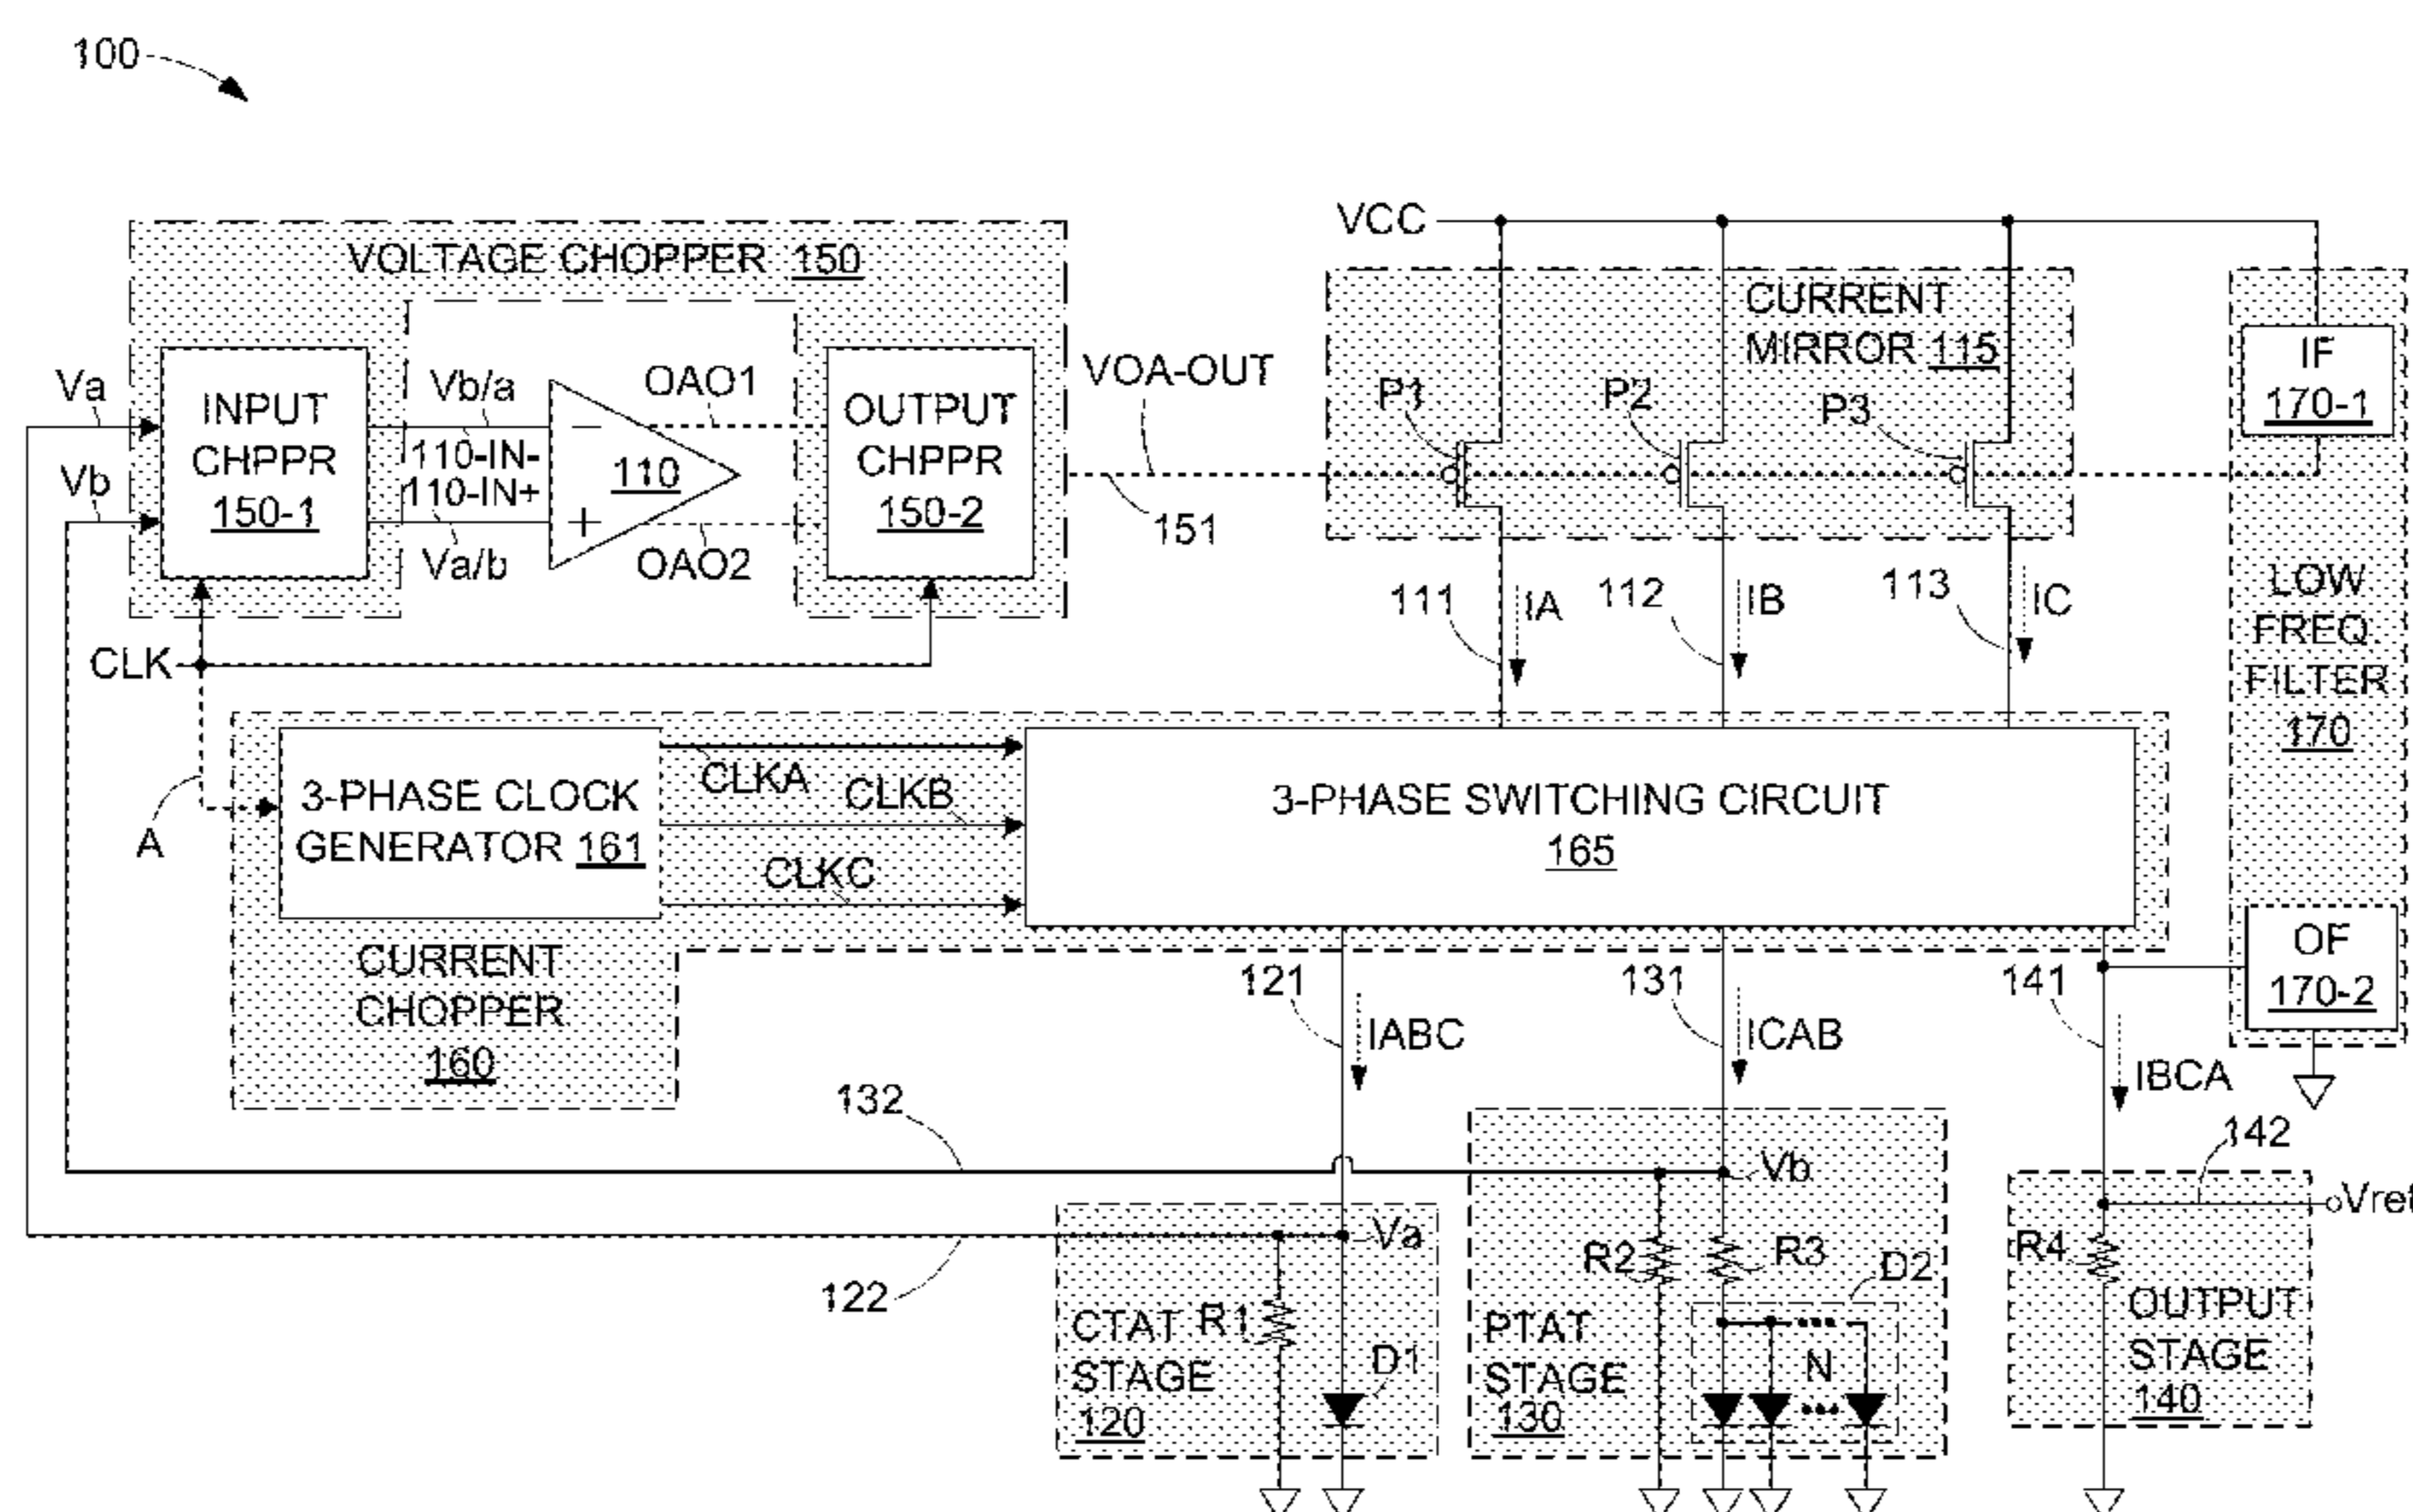 100
VOLTAGE CHOPPER 150
INPUT
CHPPR
150-1
Va
Vb
Vb/a
110-IN-
110-IN+
Va/b
−
+
110
OAO1
OAO2
OUTPUT
CHPPR
150-2
CLK
A
VOA-OUT
151
VCC
CURRENT
MIRROR 115
P1
P2
P3
111
IA
112
IB
113
IC
IF
170-1
LOW
FREQ.
FILTER
170
OF
170-2
3-PHASE CLOCK
GENERATOR 161
CLKA
CLKB
CLKC
3-PHASE SWITCHING CIRCUIT
165
CURRENT
CHOPPER
160
121
IABC
131
ICAB
141
IBCA
132
122
142
Vref
Va
Vb
CTAT
STAGE
120
R1
D1
PTAT
STAGE
130
R2
R3
D2
N
R4
OUTPUT
STAGE
140